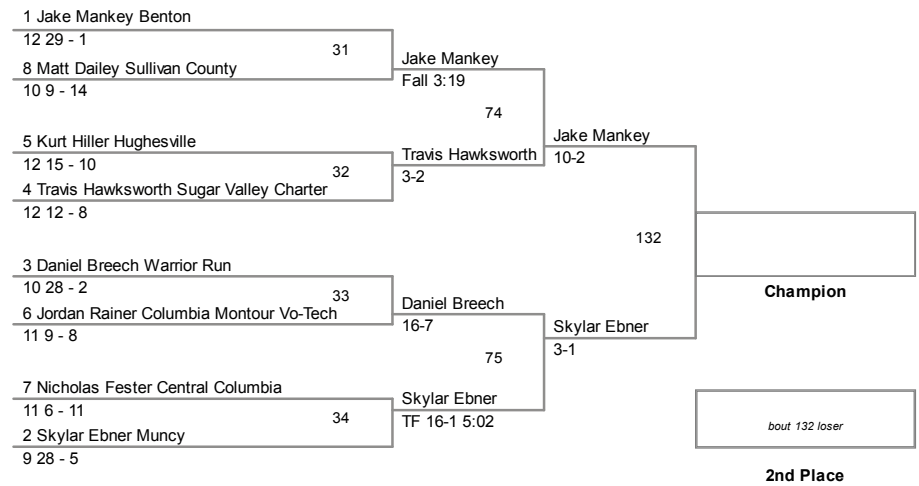 1 Jake Mankey Benton
12 29 - 1
31
8 Matt Dailey Sullivan County
10 9 - 14
Jake Mankey
Fall 3:19
74
5 Kurt Hiller Hughesville
12 15 - 10
32
4 Travis Hawksworth Sugar Valley Charter
12 12 - 8
Travis Hawksworth
3-2
Jake Mankey
10-2
132
3 Daniel Breech Warrior Run
10 28 - 2
33
6 Jordan Rainer Columbia Montour Vo-Tech
11 9 - 8
Daniel Breech
16-7
75
7 Nicholas Fester Central Columbia
11 6 - 11
34
2 Skylar Ebner Muncy
9 28 - 5
Skylar Ebner
TF 16-1 5:02
Skylar Ebner
3-1
Champion
bout 132 loser
2nd Place